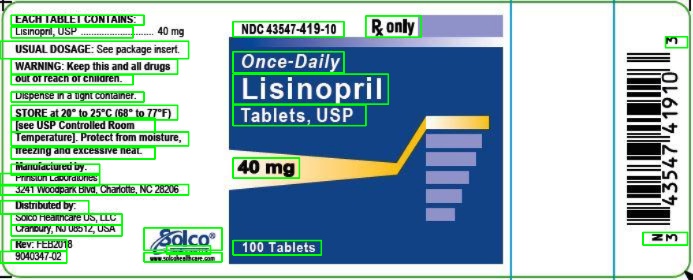 EACH TABLET CONTAINS:
Lisinopril, USP ............................ 40 mg
USUAL DOSAGE: See package insert.
WARNING: Keep this and all drugs
out of reach of children.
Dispense in a tight container.
STORE at 20° to 25°C (68° to 77°F)
[see USP Controlled Room
Temperature]. Protect from moisture,
freezing and excessive heat.
Manufactured by:
Prinston Laboratories
3241 Woodpark Blvd, Charlotte, NC 28206
Distributed by:
Solco Healthcare US, LLC
Cranbury, NJ 08512, USA
Rev: FEB2018
9040347-02
Solco®
HEALTHCARE
www.solcohealthcare.com
NDC 43547-419-10
Rx only
Once-Daily
Lisinopril
Tablets, USP
40 mg
100 Tablets
N
3
43547 41910
3